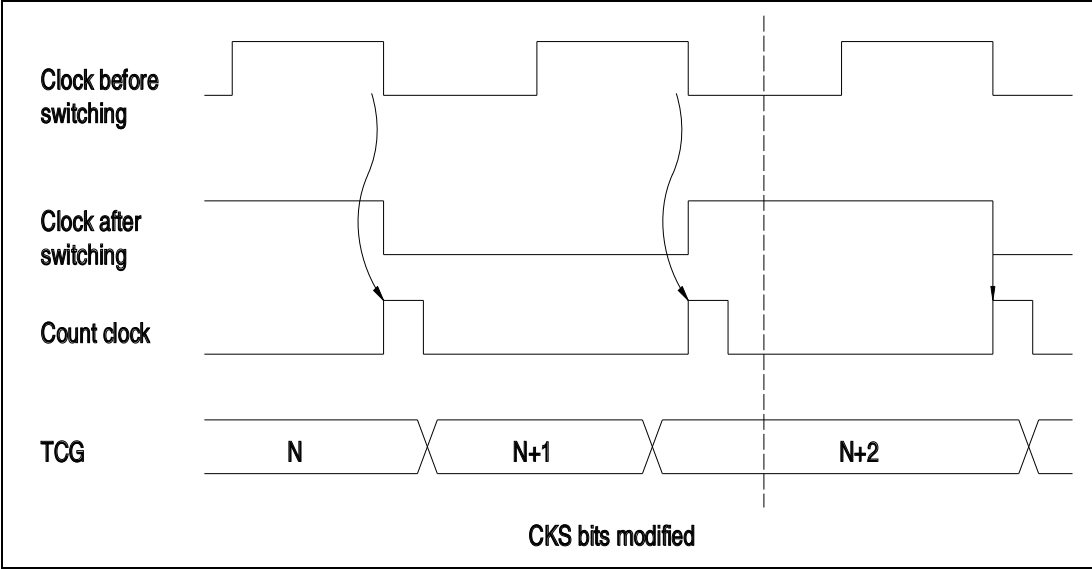 Clock before
switching
Clock after
switching
Count clock
TCG
N
N+1
N+2
CKS bits modified